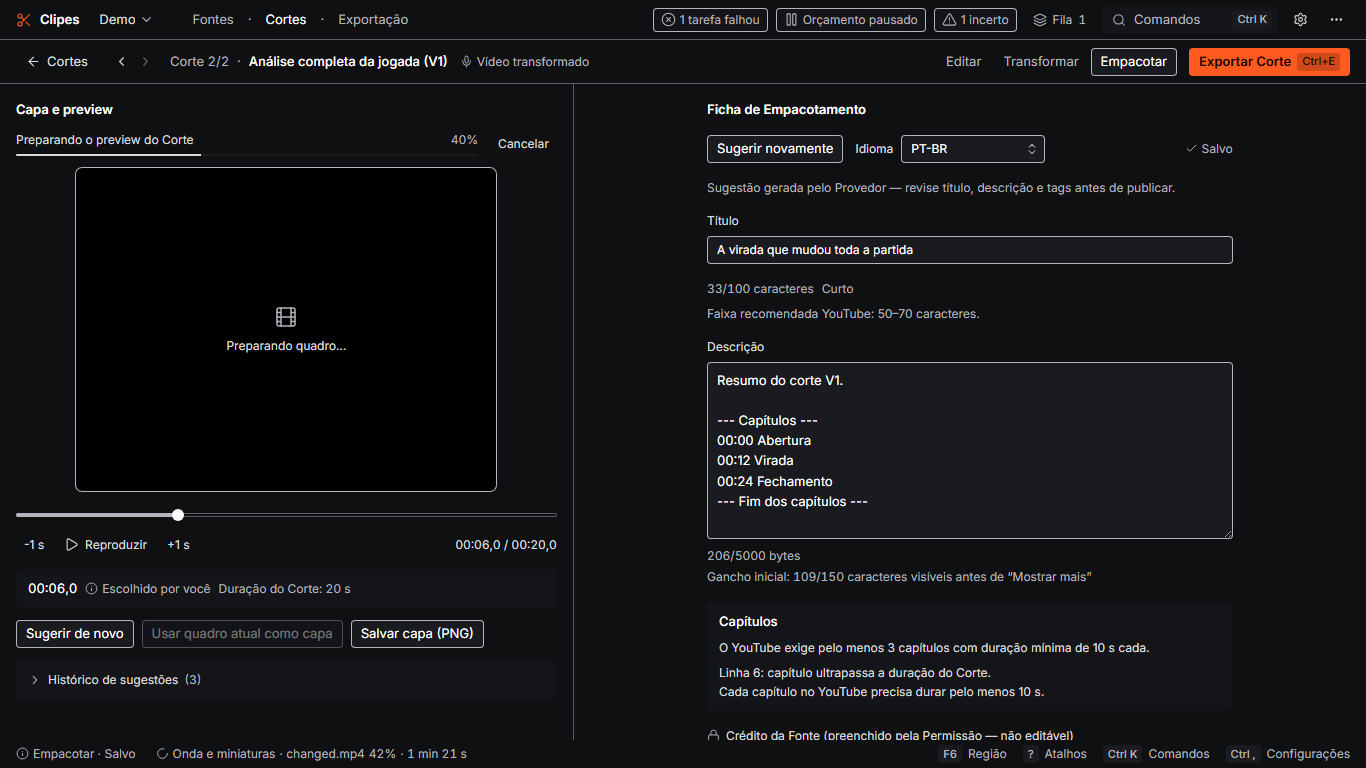 Clipes Demo Fontes · Cortes · Exportação 1 tarefa falhou Orçamento pausado 1 incerto Fila 1 Comandos Ctrl K
Cortes Corte 2/2 · Análise completa da jogada (V1) Vídeo transformado Editar Transformar Empacotar Exportar Corte Ctrl+E
Capa e preview
Preparando o preview do Corte 40% Cancelar
Preparando quadro...
-1 s Reproduzir +1 s 00:06,0 / 00:20,0
00:06,0 Escolhido por você Duração do Corte: 20 s
Sugerir de novo Usar quadro atual como capa Salvar capa (PNG)
Histórico de sugestões (3)
Ficha de Empacotamento
Sugerir novamente Idioma PT-BR Salvo
Sugestão gerada pelo Provedor — revise título, descrição e tags antes de publicar.
Título
A virada que mudou toda a partida
33/100 caracteres Curto
Faixa recomendada YouTube: 50–70 caracteres.
Descrição
Resumo do corte V1.
--- Capítulos ---
00:00 Abertura
00:12 Virada
00:24 Fechamento
--- Fim dos capítulos ---
206/5000 bytes
Gancho inicial: 109/150 caracteres visíveis antes de “Mostrar mais”
Capítulos
O YouTube exige pelo menos 3 capítulos com duração mínima de 10 s cada.
Linha 6: capítulo ultrapassa a duração do Corte.
Cada capítulo no YouTube precisa durar pelo menos 10 s.
Crédito da Fonte (preenchido pela Permissão — não editável)
Empacotar · Salvo Onda e miniaturas · changed.mp4 42% · 1 min 21 s F6 Região ? Atalhos Ctrl K Comandos Ctrl , Configurações